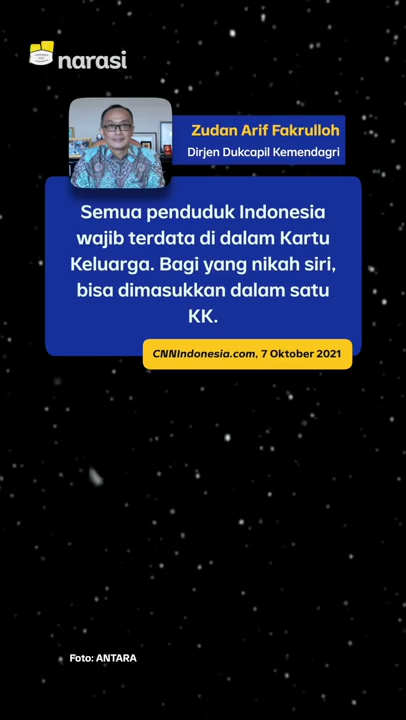 narasi
Zudan Arif Fakrulloh
Dirjen Dukcapil Kemendagri
Semua penduduk Indonesia
wajib terdata di dalam Kartu
Keluarga. Bagi yang nikah siri,
bisa dimasukkan dalam satu
KK.
CNNIndonesia.com, 7 Oktober 2021
Foto: ANTARA